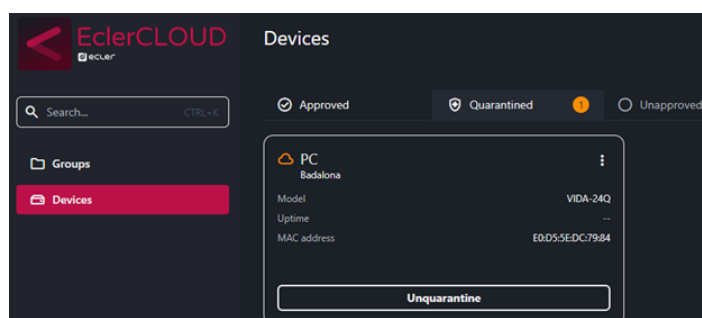 EclerCLOUD
ecler
Devices
Search... CTRL+K
Approved
Quarantined 1
Unapproved
Groups
Devices
PC
Badalona
Model VIDA-24Q
Uptime --
MAC address E0:D5:5E:DC:79:84
Unquarantine